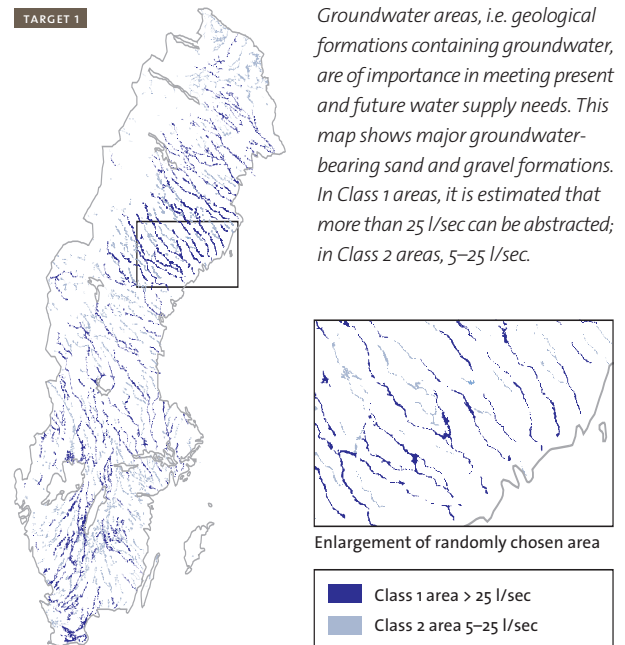 TARGET 1
Groundwater areas, i.e. geological
formations containing groundwater,
are of importance in meeting present
and future water supply needs. This
map shows major groundwater-
bearing sand and gravel formations.
In Class 1 areas, it is estimated that
more than 25 l/sec can be abstracted;
in Class 2 areas, 5–25 l/sec.
Enlargement of randomly chosen area
Class 1 area > 25 l/sec
Class 2 area 5–25 l/sec